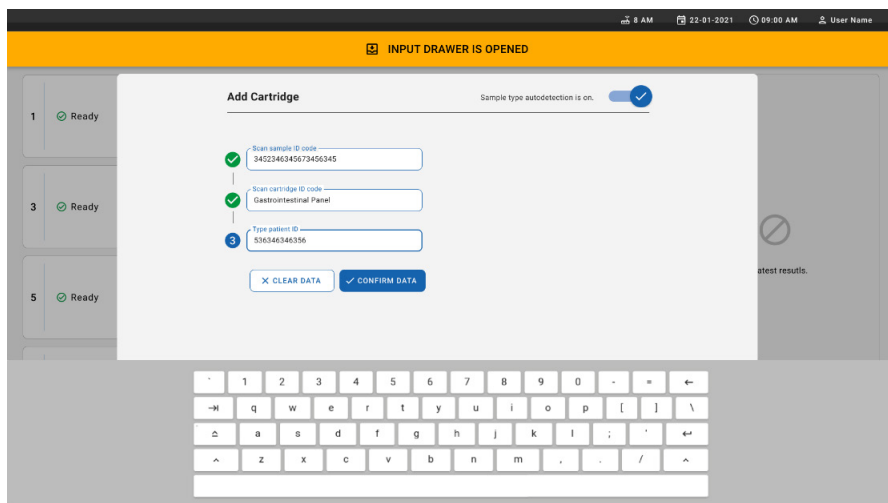 8 AM 22-01-2021 09:00 AM User Name
INPUT DRAWER IS OPENED
Add Cartridge Sample type autodetection is on.
1 Ready
Scan sample ID code
3452346345673456345
Scan cartridge ID code
Gastrointestinal Panel
3 Ready
Type patient ID
3 536346346356
atest resutls.
CLEAR DATA CONFIRM DATA
5 Ready
` 1 2 3 4 5 6 7 8 9 0 - =
q w e r t y u i o p [ ] \
a s d f g h j k l ; '
z x c v b n m , . /